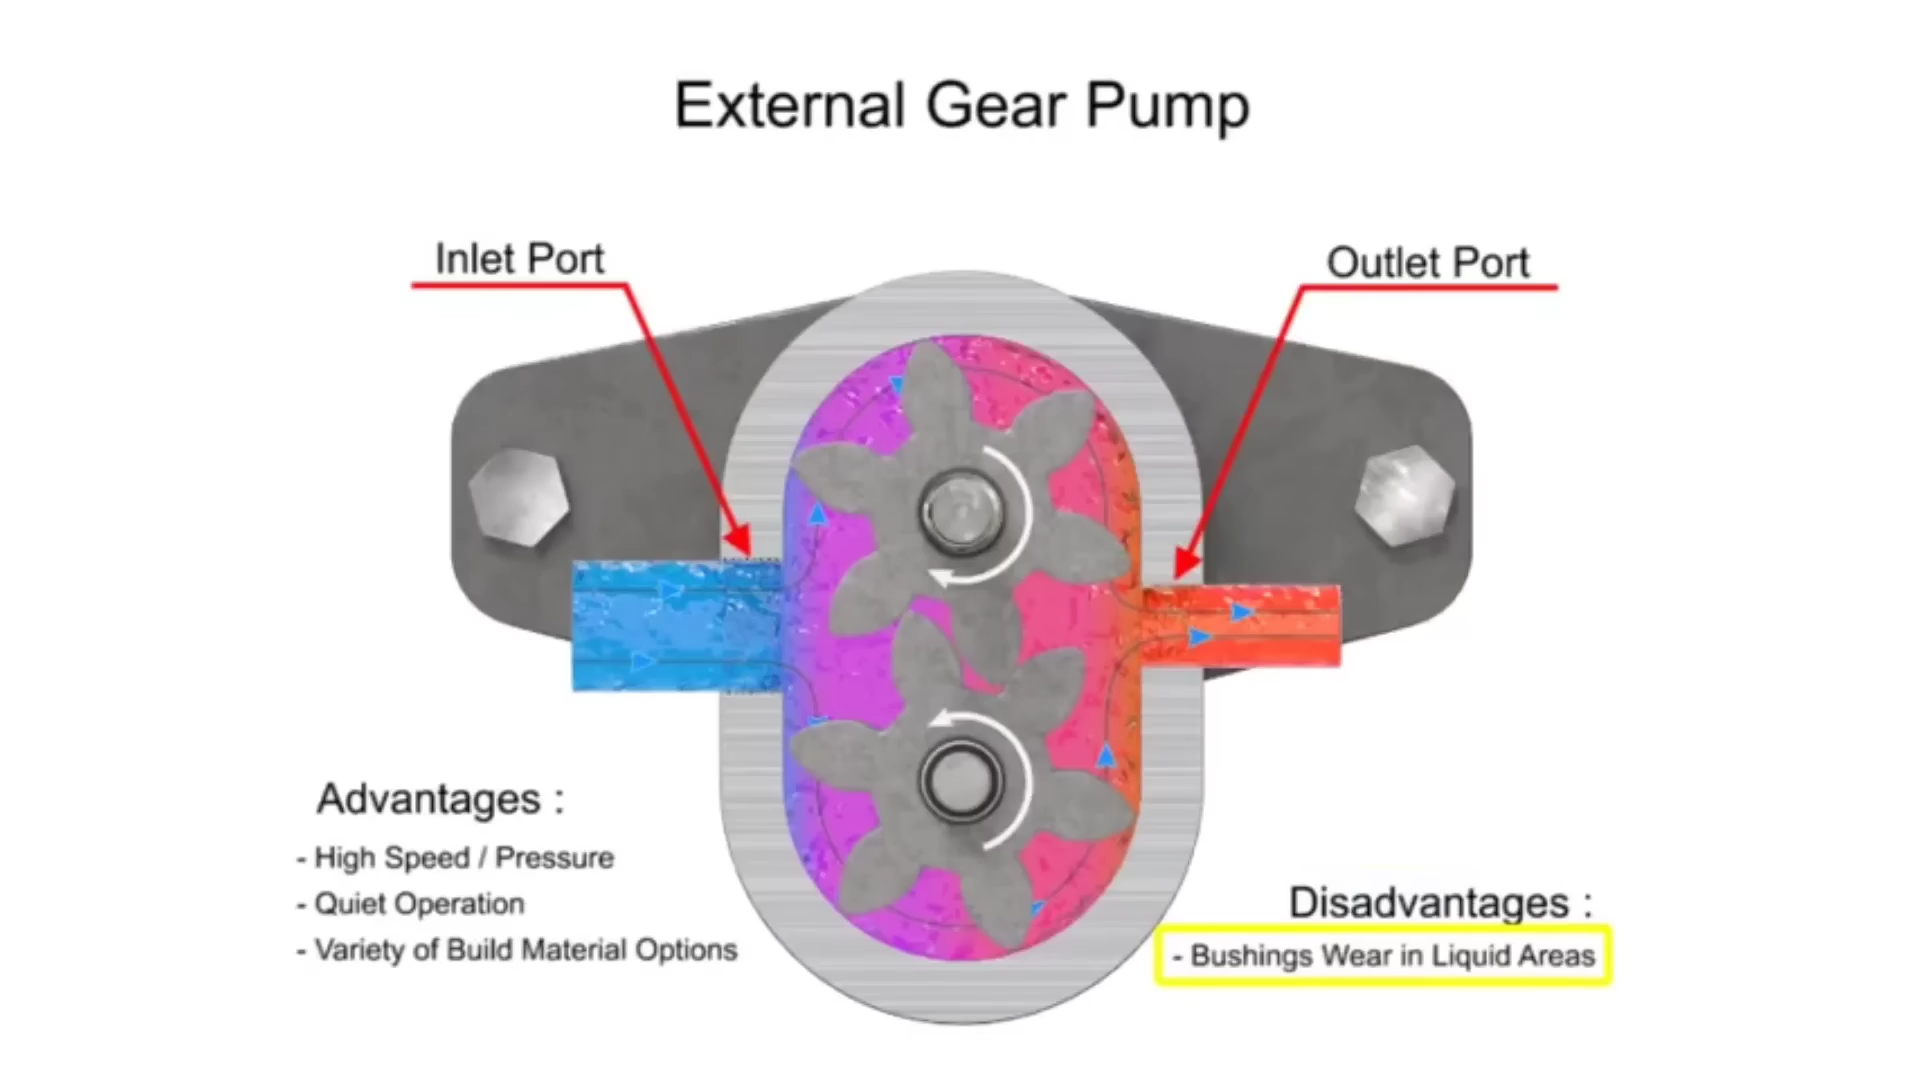 External Gear Pump
Inlet Port
Outlet Port
Advantages :
- High Speed / Pressure
- Quiet Operation
- Variety of Build Material Options
Disadvantages :
- Bushings Wear in Liquid Areas